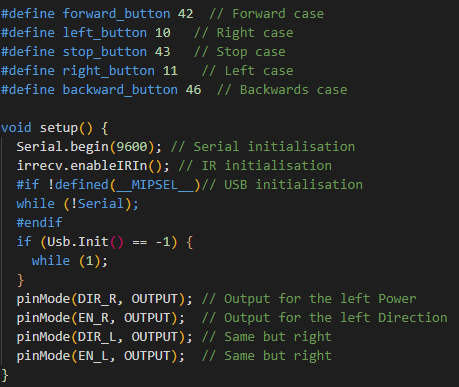 #define forward_button 42  // Forward case
#define left_button 10   // Right case
#define stop_button 43   // Stop case
#define right_button 11   // Left case
#define backward_button 46  // Backwards case

void setup() {
  Serial.begin(9600); // Serial initialisation
  irrecv.enableIRIn(); // IR initialisation
  #if !defined(__MIPSEL__)// USB initialisation
  while (!Serial);
  #endif
  if (Usb.Init() == -1) {
    while (1);
  }
  pinMode(DIR_R, OUTPUT); // Output for the left Power
  pinMode(EN_R, OUTPUT);  // Output for the left Direction
  pinMode(DIR_L, OUTPUT); // Same but right
  pinMode(EN_L, OUTPUT);  // Same but right
}